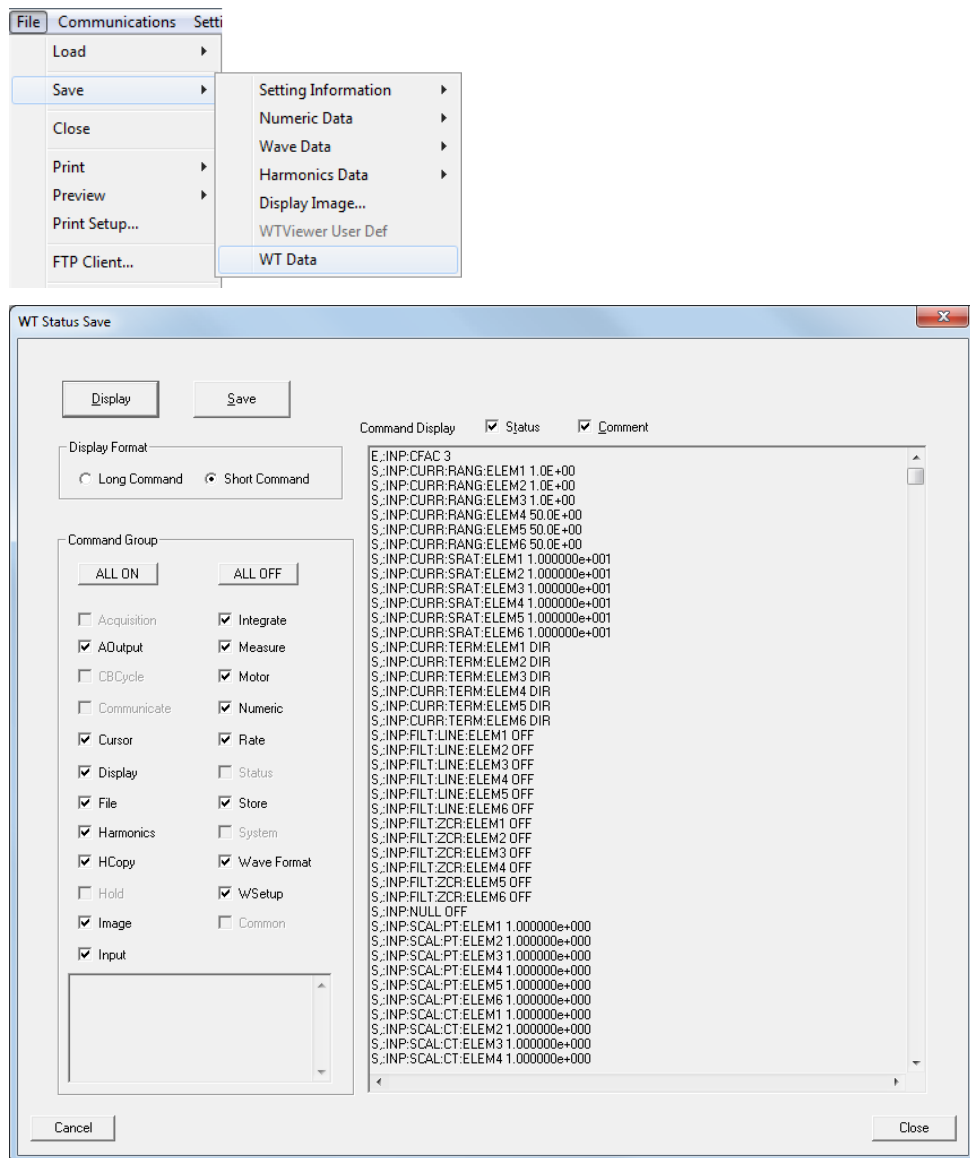 File Communications Setti
Load
Save
Close
Print
Preview
Print Setup...
FTP Client...
Setting Information
Numeric Data
Wave Data
Harmonics Data
Display Image...
WTViewer User Def
WT Data
WT Status Save
Display Save
Display Format
Long Command Short Command
Command Group
ALL ON ALL OFF
Acquisition Integrate
AOutput Measure
CBCycle Motor
Communicate Numeric
Cursor Rate
Display Status
File Store
Harmonics System
HCopy Wave Format
Hold WSetup
Image Common
Input
Command Display Status Comment
E,:INP:CFAC 3
S,:INP:CURR:RANG:ELEM1 1.0E+00
S,:INP:CURR:RANG:ELEM2 1.0E+00
S,:INP:CURR:RANG:ELEM3 1.0E+00
S,:INP:CURR:RANG:ELEM4 50.0E+00
S,:INP:CURR:RANG:ELEM5 50.0E+00
S,:INP:CURR:RANG:ELEM6 50.0E+00
S,:INP:CURR:SRAT:ELEM1 1.000000e+001
S,:INP:CURR:SRAT:ELEM2 1.000000e+001
S,:INP:CURR:SRAT:ELEM3 1.000000e+001
S,:INP:CURR:SRAT:ELEM4 1.000000e+001
S,:INP:CURR:SRAT:ELEM5 1.000000e+001
S,:INP:CURR:SRAT:ELEM6 1.000000e+001
S,:INP:CURR:TERM:ELEM1 DIR
S,:INP:CURR:TERM:ELEM2 DIR
S,:INP:CURR:TERM:ELEM3 DIR
S,:INP:CURR:TERM:ELEM4 DIR
S,:INP:CURR:TERM:ELEM5 DIR
S,:INP:CURR:TERM:ELEM6 DIR
S,:INP:FILT:LINE:ELEM1 OFF
S,:INP:FILT:LINE:ELEM2 OFF
S,:INP:FILT:LINE:ELEM3 OFF
S,:INP:FILT:LINE:ELEM4 OFF
S,:INP:FILT:LINE:ELEM5 OFF
S,:INP:FILT:LINE:ELEM6 OFF
S,:INP:FILT:ZCR:ELEM1 OFF
S,:INP:FILT:ZCR:ELEM2 OFF
S,:INP:FILT:ZCR:ELEM3 OFF
S,:INP:FILT:ZCR:ELEM4 OFF
S,:INP:FILT:ZCR:ELEM5 OFF
S,:INP:FILT:ZCR:ELEM6 OFF
S,:INP:NULL OFF
S,:INP:SCAL:PT:ELEM1 1.000000e+000
S,:INP:SCAL:PT:ELEM2 1.000000e+000
S,:INP:SCAL:PT:ELEM3 1.000000e+000
S,:INP:SCAL:PT:ELEM4 1.000000e+000
S,:INP:SCAL:PT:ELEM5 1.000000e+000
S,:INP:SCAL:PT:ELEM6 1.000000e+000
S,:INP:SCAL:CT:ELEM1 1.000000e+000
S,:INP:SCAL:CT:ELEM2 1.000000e+000
S,:INP:SCAL:CT:ELEM3 1.000000e+000
S,:INP:SCAL:CT:ELEM4 1.000000e+000
Cancel Close